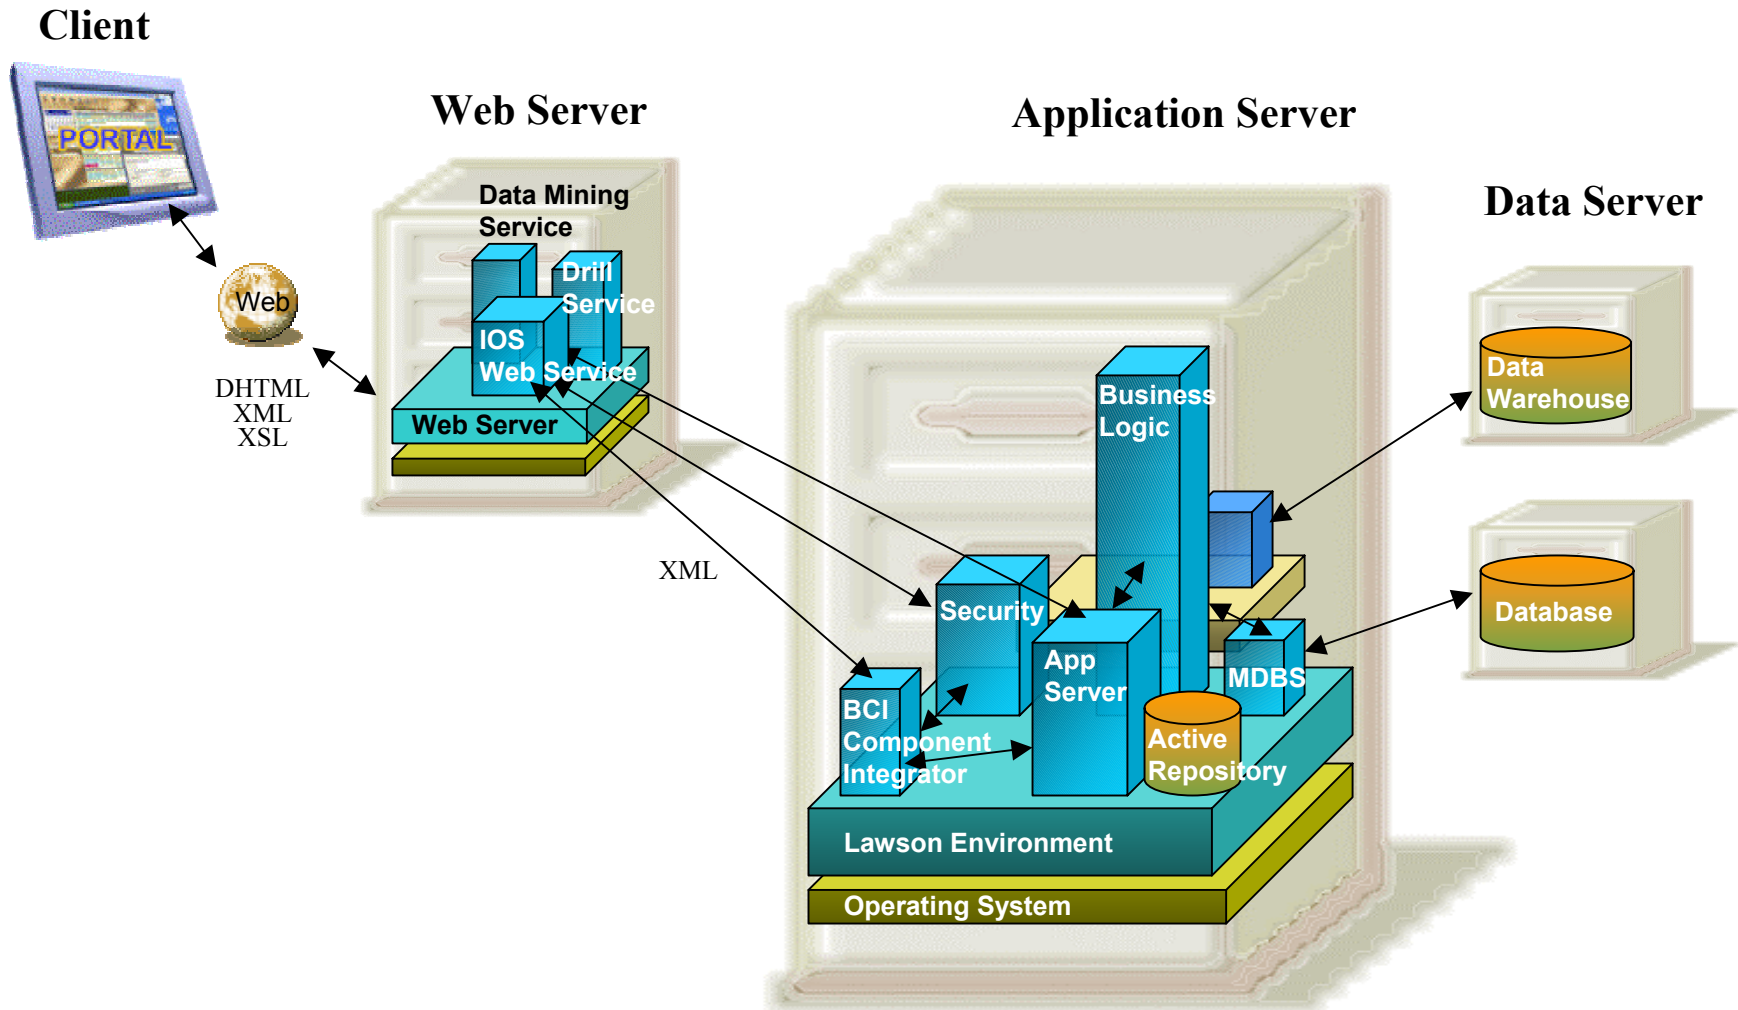 Client
PORTAL
Web
DHTML
XML
XSL
Web Server
Data Mining
Service
Drill
Service
IOS
Web Service
Web Server
XML
Application Server
Business
Logic
Security
App
Server
MDBS
BCI
Component
Integrator
Active
Repository
Lawson Environment
Operating System
Data Server
Data
Warehouse
Database